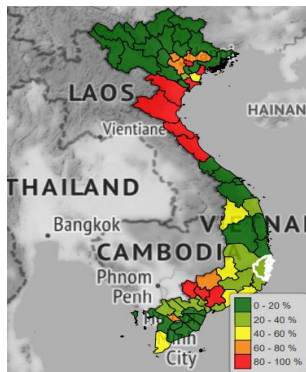 LAOS
HAINAN
Vientiane
THAILAND
VIETNAM
Bangkok
CAMBODIA
Phnom
Penh
City
0 - 20 %
20 - 40 %
40 - 60 %
60 - 80 %
80 - 100 %